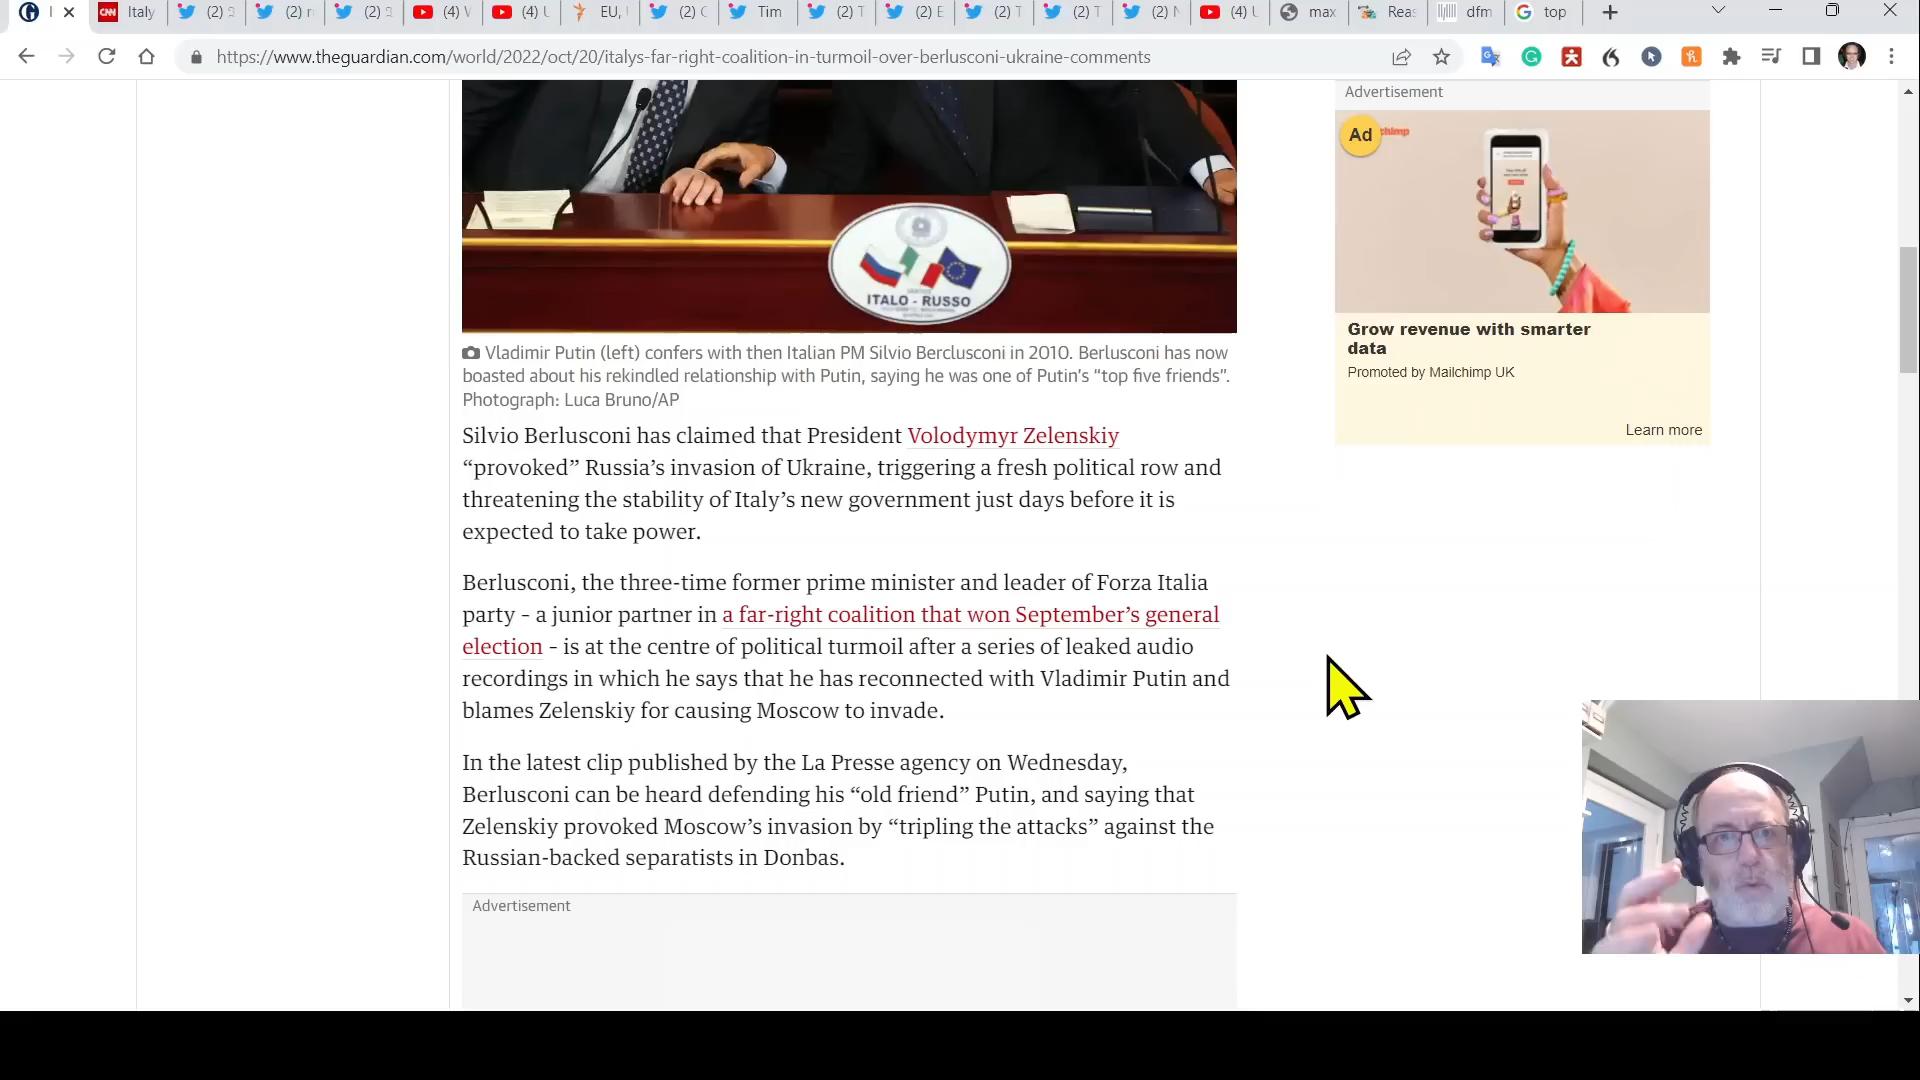 Italy
(2)
(2)
(2)
(4)
(4)
EU,
(2)
Tim
(2)
(2)
(2)
(2)
(2)
(4)
max
Reas
dfm
top
https://www.theguardian.com/world/2022/oct/20/italys-far-right-coalition-in-turmoil-over-berlusconi-ukraine-comments
Advertisement
Ad
ITALO - RUSSO
Vladimir Putin (left) confers with then Italian PM Silvio Berclusconi in 2010. Berlusconi has now
boasted about his rekindled relationship with Putin, saying he was one of Putin’s “top five friends”.
Photograph: Luca Bruno/AP
Grow revenue with smarter
data
Promoted by Mailchimp UK
Learn more
Silvio Berlusconi has claimed that President Volodymyr Zelenskiy
“provoked” Russia’s invasion of Ukraine, triggering a fresh political row and
threatening the stability of Italy’s new government just days before it is
expected to take power.
Berlusconi, the three-time former prime minister and leader of Forza Italia
party – a junior partner in a far-right coalition that won September’s general
election – is at the centre of political turmoil after a series of leaked audio
recordings in which he says that he has reconnected with Vladimir Putin and
blames Zelenskiy for causing Moscow to invade.
In the latest clip published by the La Presse agency on Wednesday,
Berlusconi can be heard defending his “old friend” Putin, and saying that
Zelenskiy provoked Moscow’s invasion by “tripling the attacks” against the
Russian-backed separatists in Donbas.
Advertisement